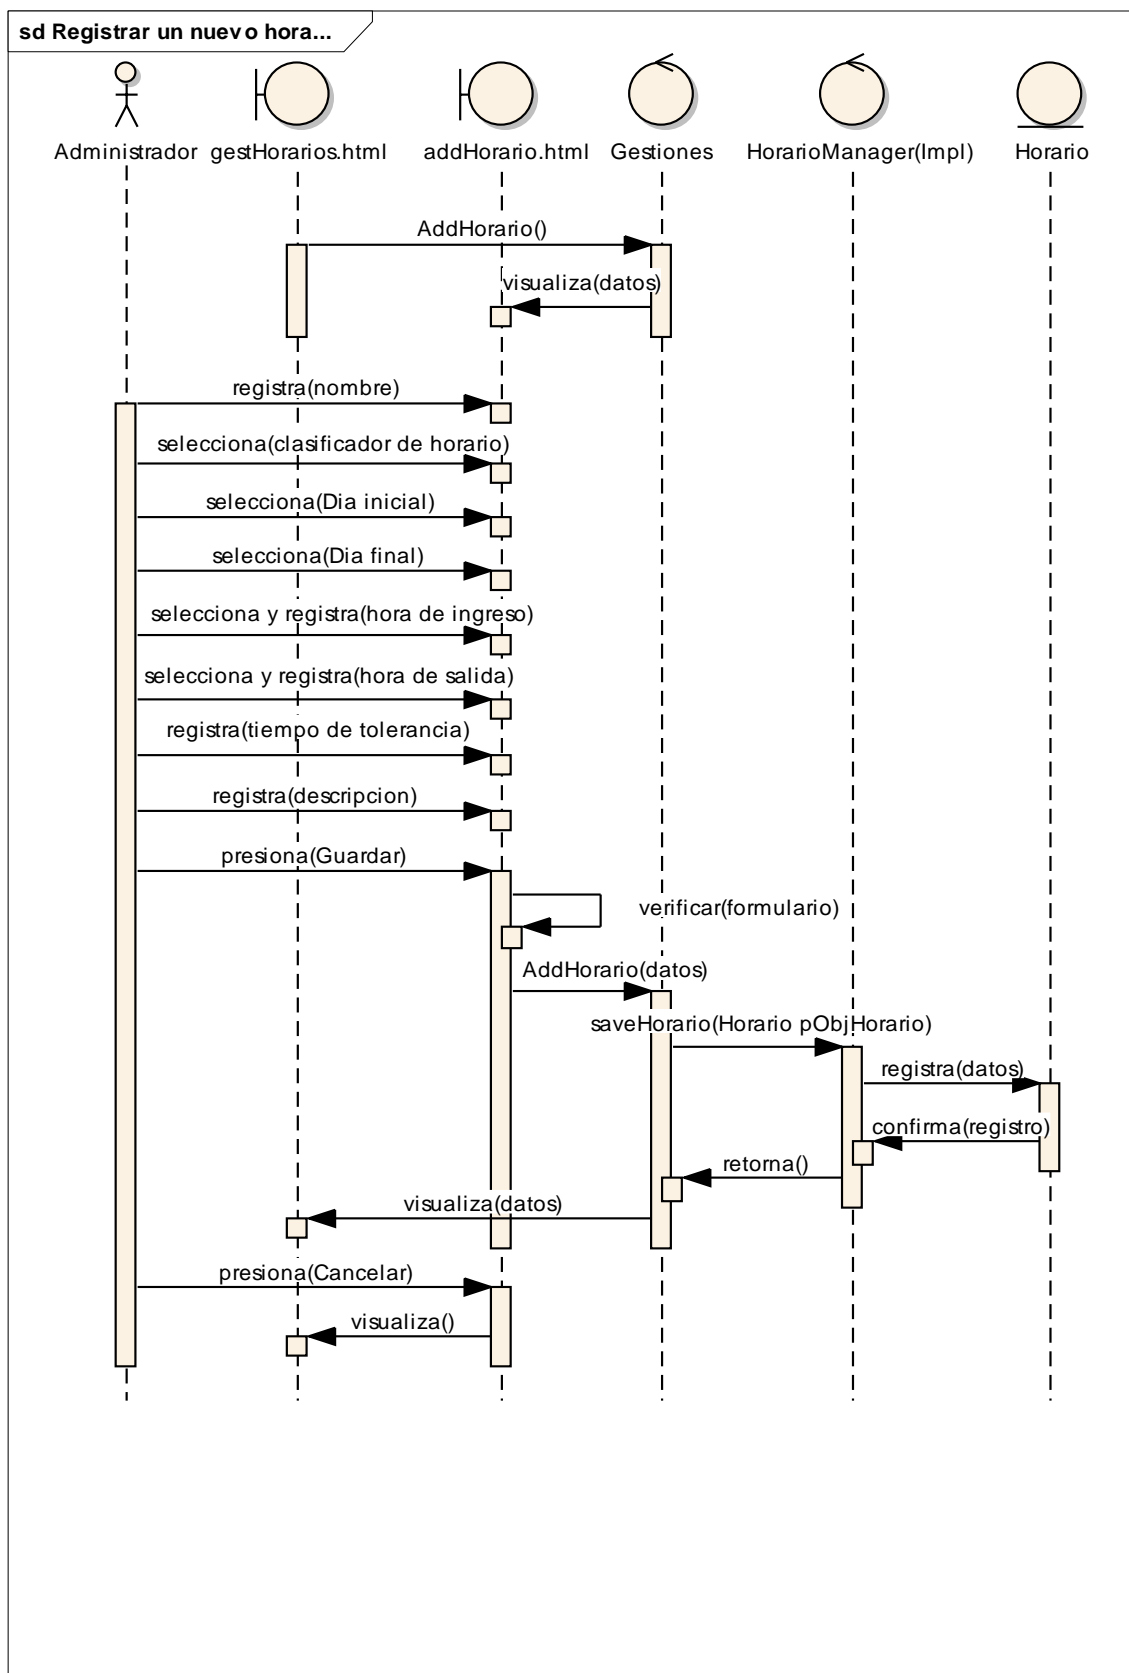 sd Registrar un nuevo hora...
Administrador
gestHorarios.html
addHorario.html
Gestiones
HorarioManager(Impl)
Horario
AddHorario()
visualiza(datos)
registra(nombre)
selecciona(clasificador de horario)
selecciona(Dia inicial)
selecciona(Dia final)
selecciona y registra(hora de ingreso)
selecciona y registra(hora de salida)
registra(tiempo de tolerancia)
registra(descripcion)
presiona(Guardar)
verificar(formulario)
AddHorario(datos)
saveHorario(Horario pObjHorario)
registra(datos)
confirma(registro)
retorna()
visualiza(datos)
presiona(Cancelar)
visualiza()